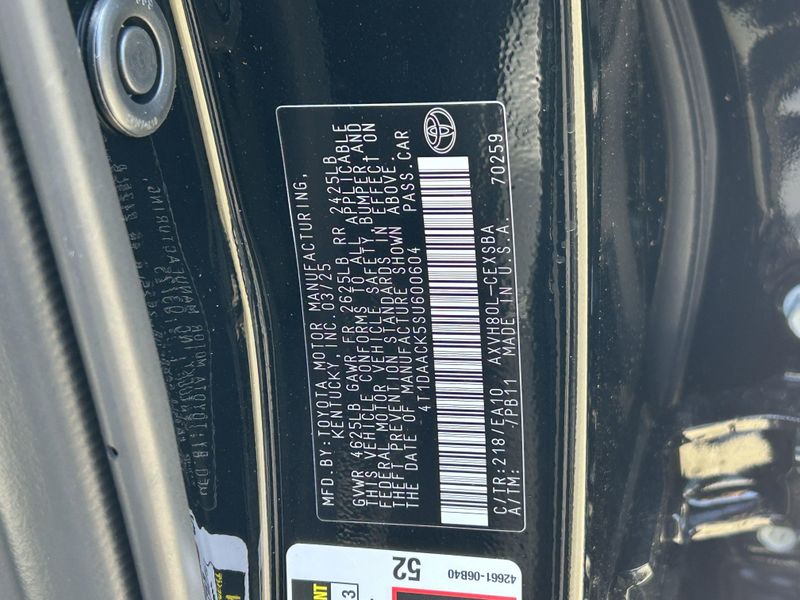 MFD. BY: TOYOTA MOTOR MANUFACTURING,
KENTUCKY, INC. 03/25
GVWR 4625LB GAWR FR 2625LB RR 2425LB
THIS VEHICLE CONFORMS TO ALL APPLICABLE
FEDERAL MOTOR VEHICLE SAFETY, BUMPER AND
THEFT PREVENTION STANDARDS IN EFFECT ON
THE DATE OF MANUFACTURE SHOWN ABOVE.
4T1DAACK5SU600604 PASS. CAR
C/TR: 218/EA10 AXVH80L-CEXSBA 70259
A/TM: -/PB11 MADE IN U.S.A.
52
42661-06B40